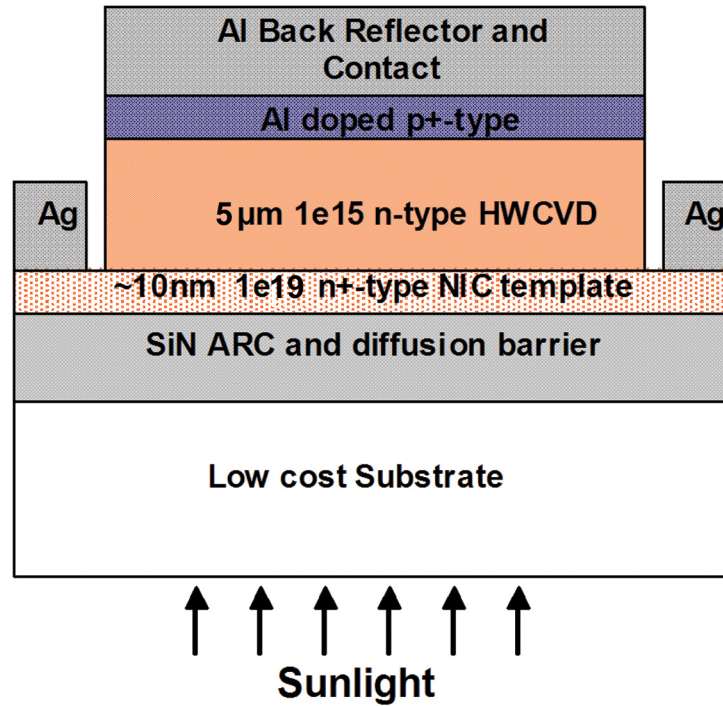 Al Back Reflector and
Contact
Al doped p+-type
Ag
5µm 1e15 n-type HWCVD
Ag
~10nm 1e19 n+-type NIC template
SiN ARC and diffusion barrier
Low cost Substrate
Sunlight